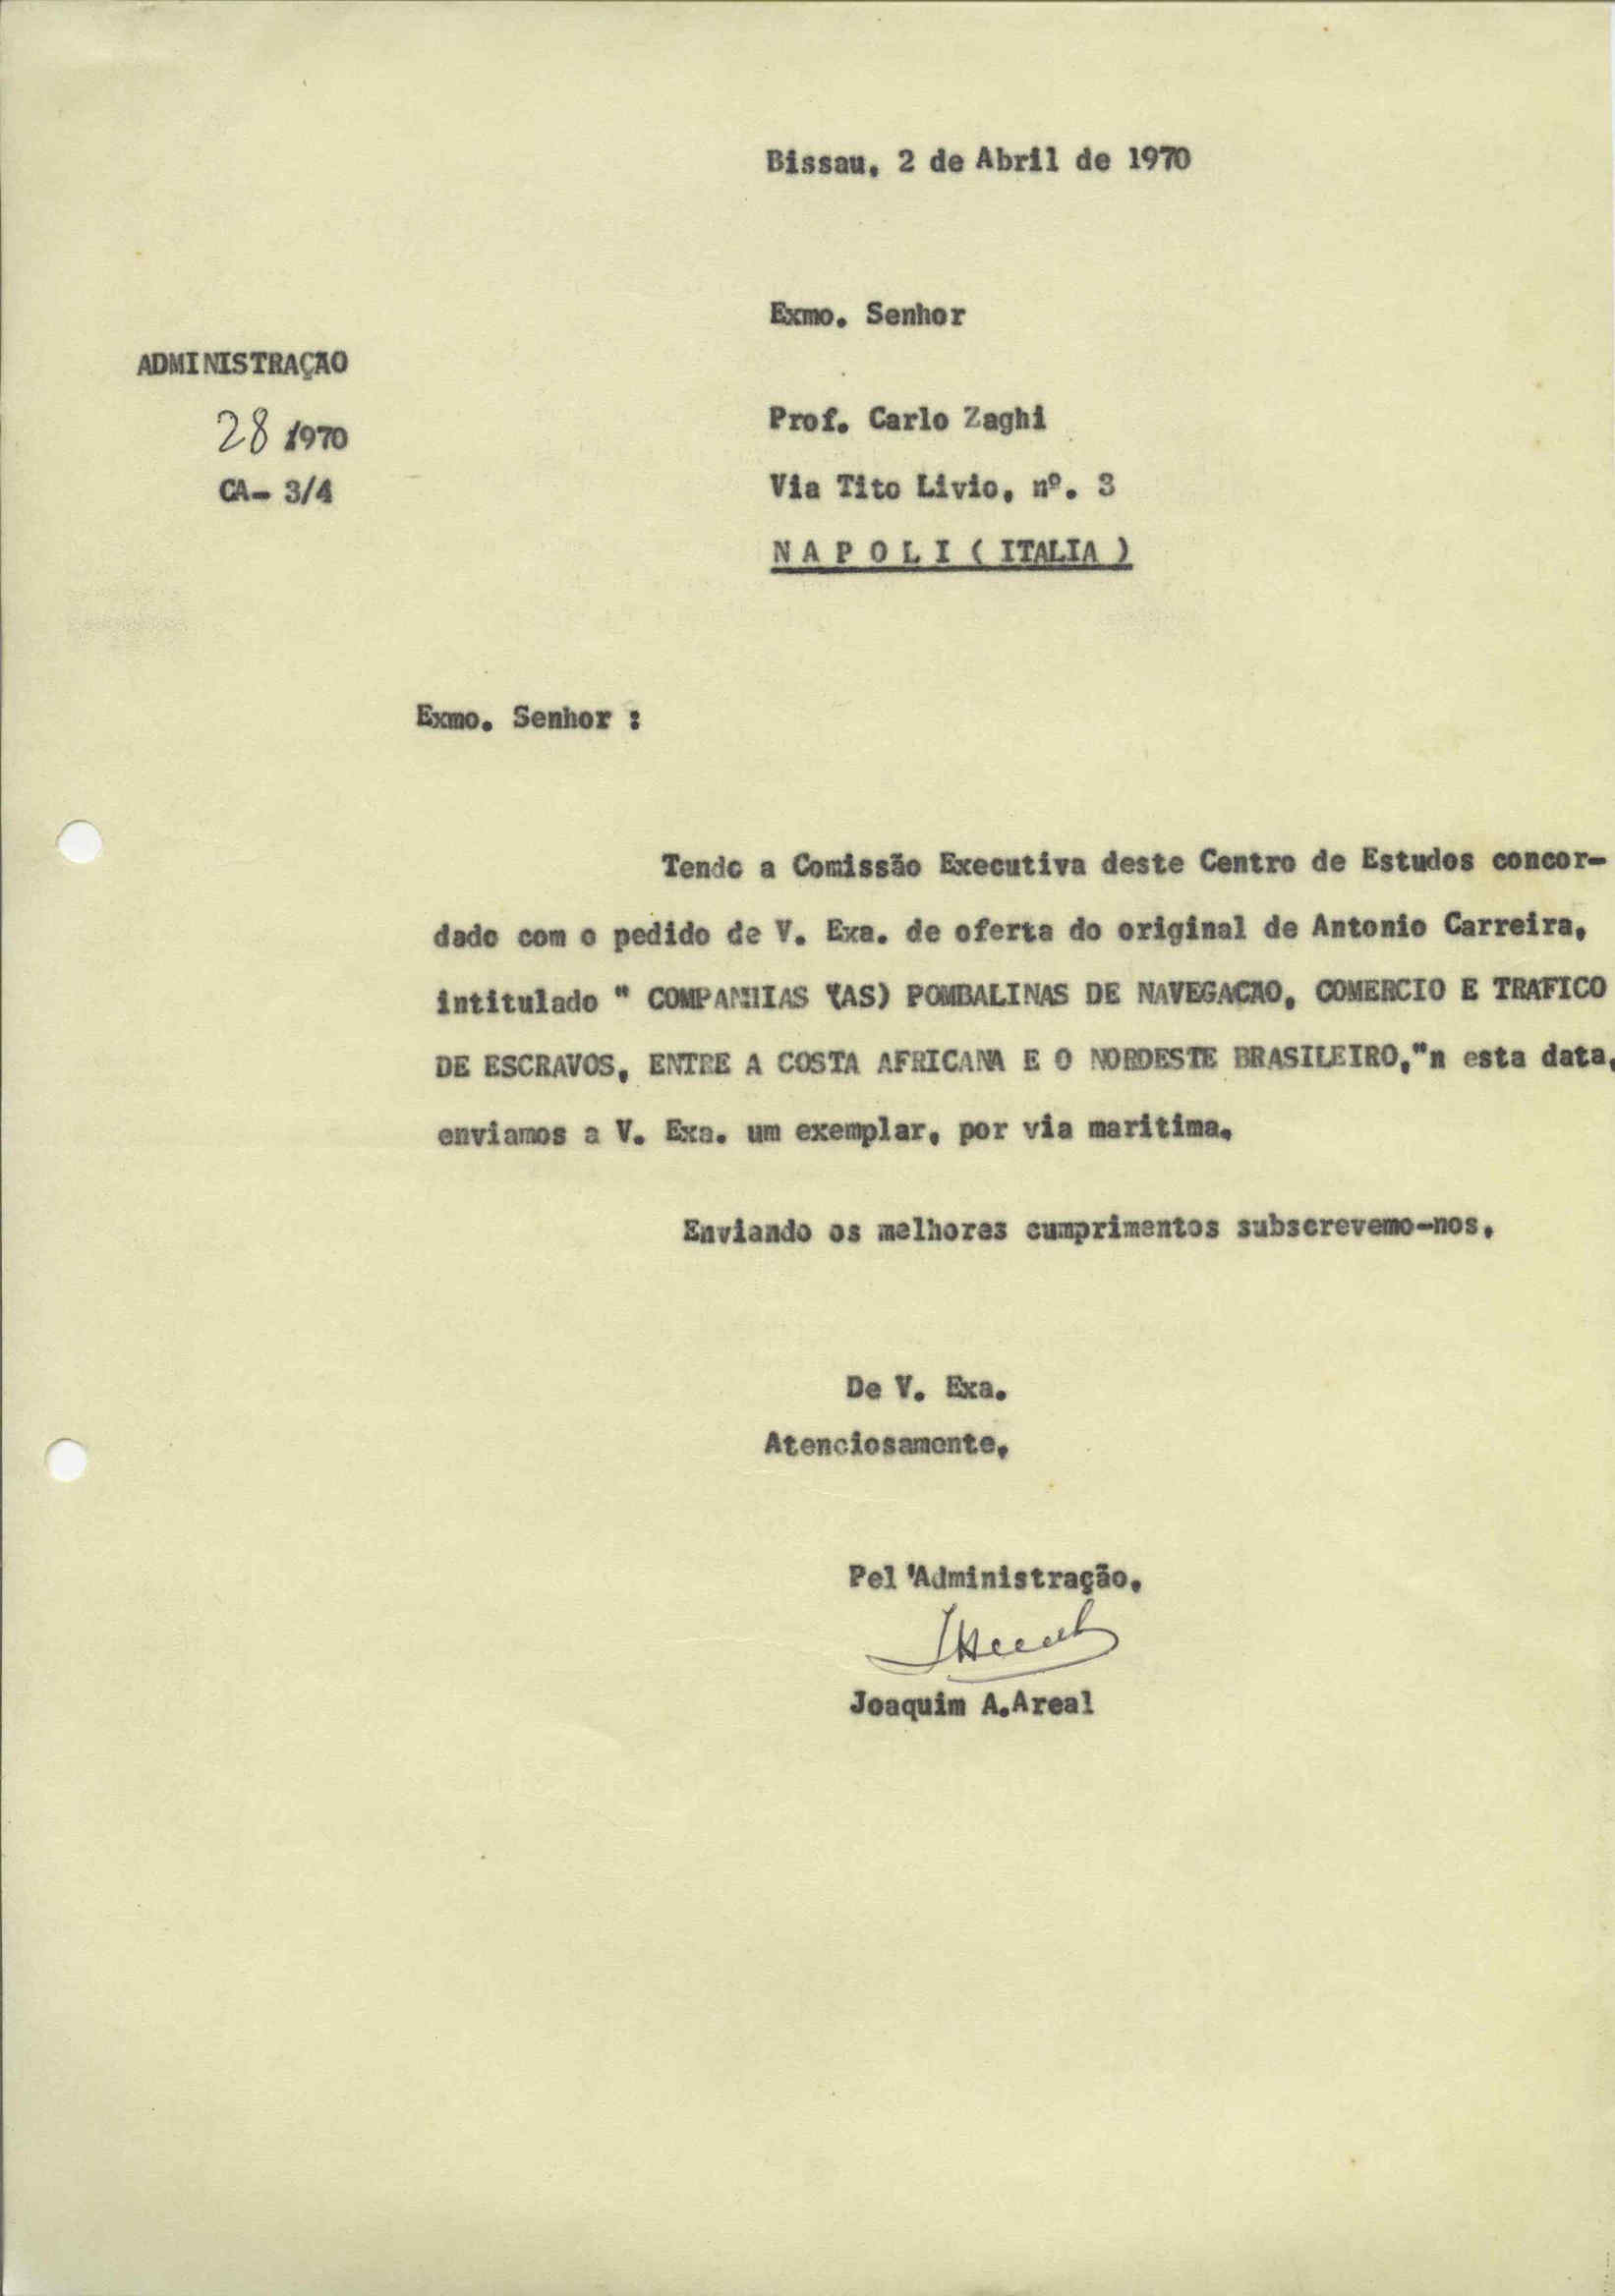 Bissau, 2 de Abril de 1970
Exmo. Senhor
ADMINISTRAÇÃO
28 /1970
CA- 3/4
Prof. Carlo Zaghi
Via Tito Livio, nº. 3
N A P O L I ( ITALIA )
Exmo. Senhor :
Tendo a Comissão Executiva deste Centro de Estudos concor-
dado com o pedido de V. Exa. de oferta do original de Antonio Carreira,
intitulado " COMPANHIAS (AS) POMBALINAS DE NAVEGACAO, COMERCIO E TRAFICO
DE ESCRAVOS, ENTRE A COSTA AFRICANA E O NORDESTE BRASILEIRO,"n esta data,
enviamos a V. Exa. um exemplar, por via maritima,
Enviando os melhores cumprimentos subscrevemo-nos,
De V. Exa.
Atenciosamente,
Pel 'Administração,
Joaquim A.Areal